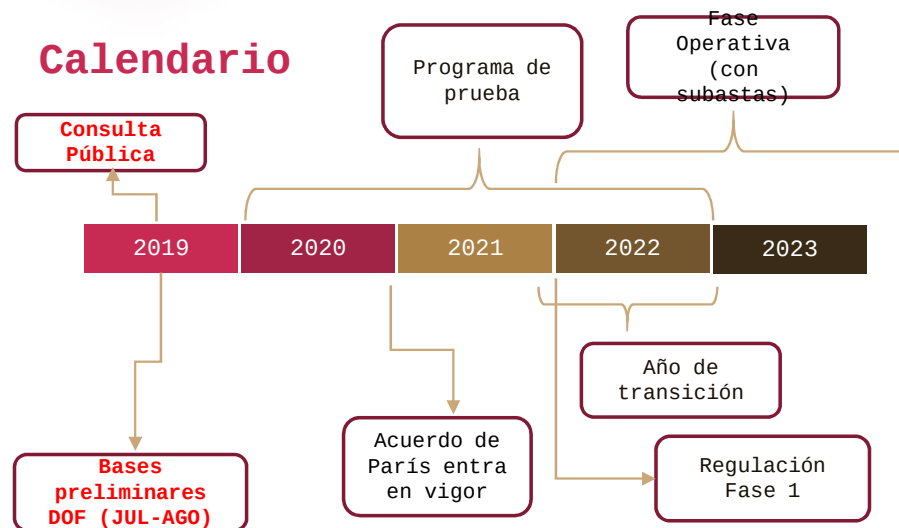 Calendario
Programa de
prueba
Fase
Operativa
(con
subastas)
Consulta
Pública
2019
2020
2021
2022
2023
Año de
transición
Acuerdo de
París entra
en vigor
Regulación
Fase 1
Bases
preliminares
DOF (JUL-AGO)